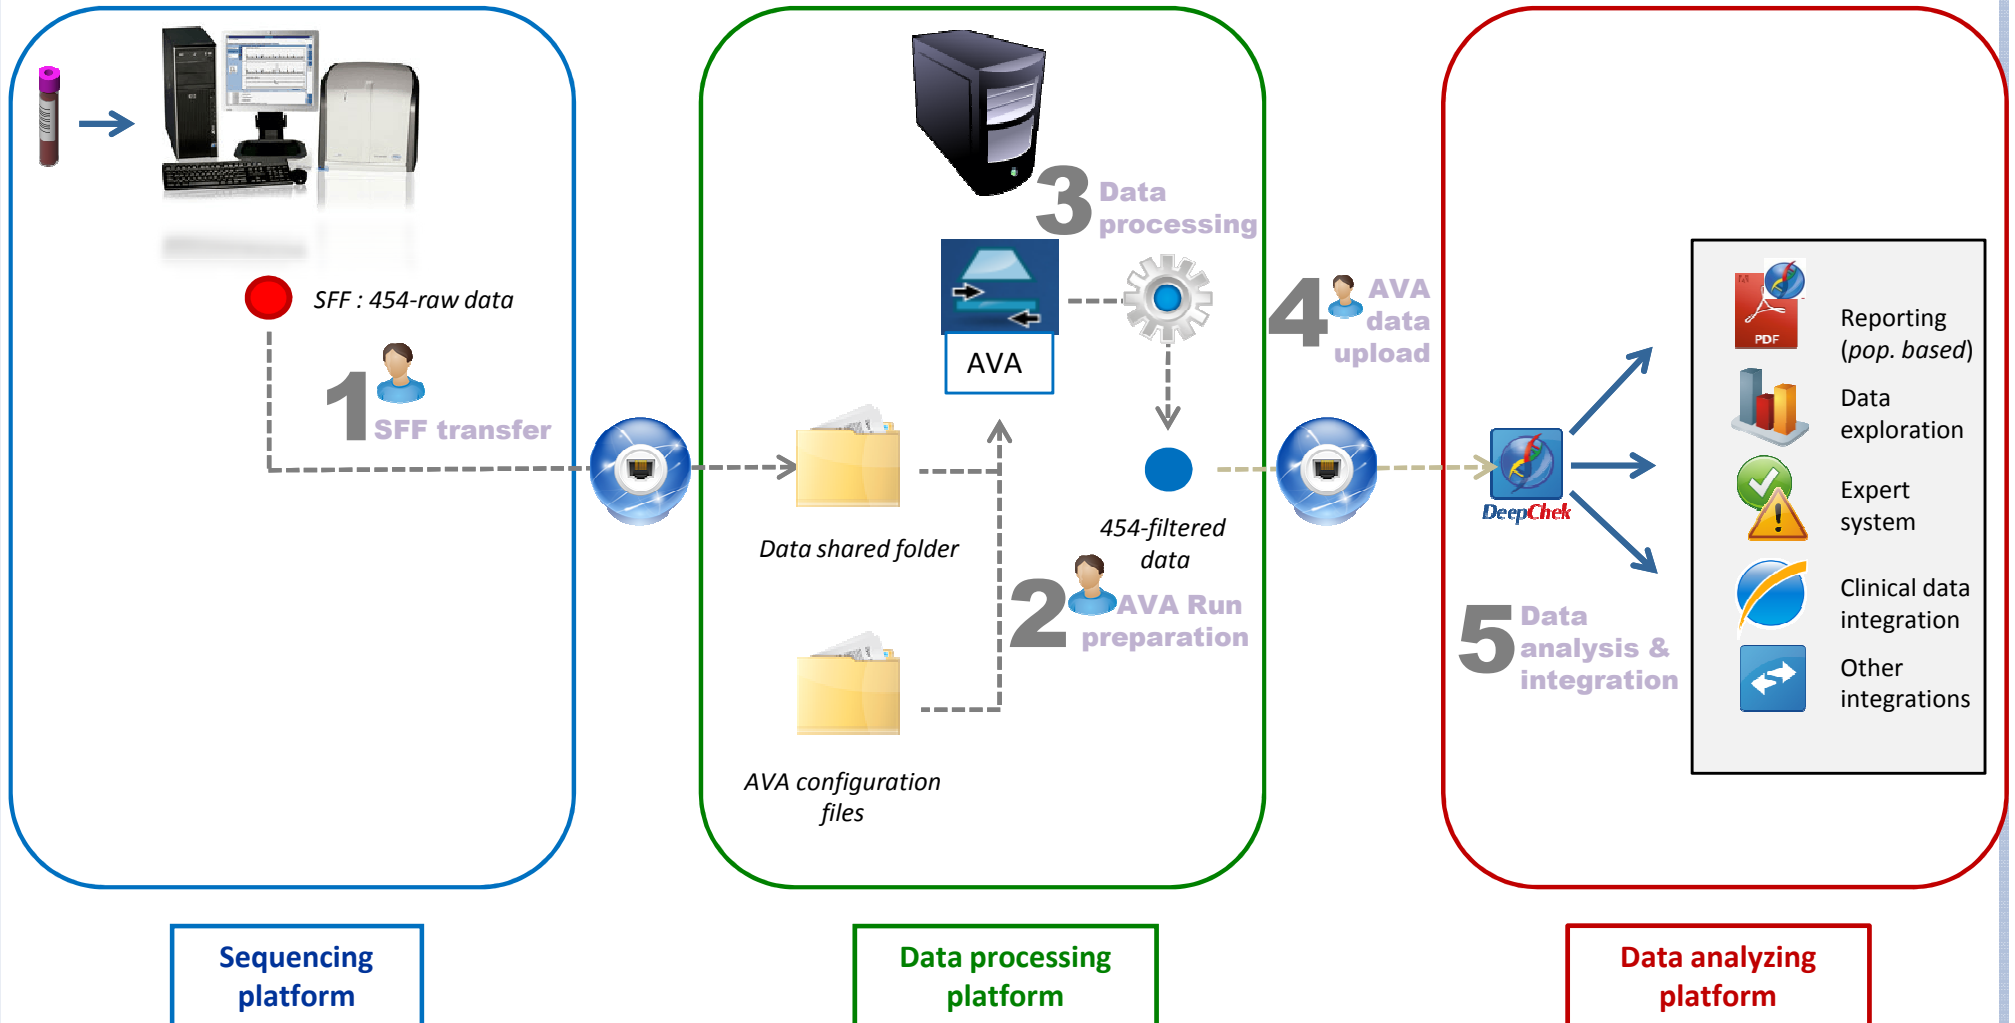 SFF : 454-raw data
1
SFF transfer
Sequencing
platform
3
Data
processing
AVA
Data shared folder
454-filtered
data
2
AVA Run
preparation
AVA configuration
files
Data processing
platform
4
AVA
data
upload
DeepChek
5
Data
analysis &
integration
PDF
Reporting
(pop. based)
Data
exploration
Expert
system
Clinical data
integration
Other
integrations
Data analyzing
platform